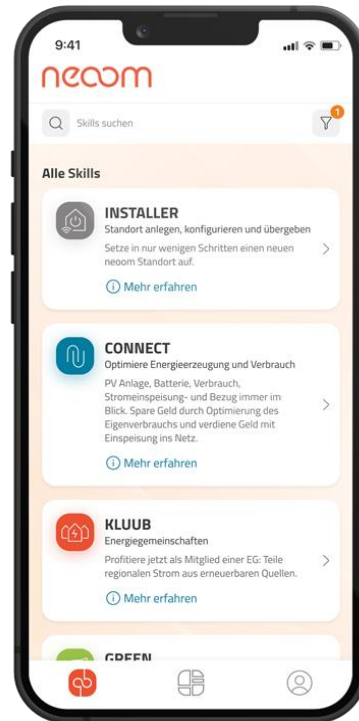 9:41
neoom
Skills suchen
1
Alle Skills
INSTALLER
Standort anlegen, konfigurieren und übergeben
Setze in nur wenigen Schritten einen neuen
neoom Standort auf.
Mehr erfahren
CONNECT
Optimiere Energieerzeugung und Verbrauch
PV Anlage, Batterie, Verbrauch,
Stromeinspeisung- und Bezug immer im
Blick. Spare Geld durch Optimierung des
Eigenverbrauchs und verdiene Geld mit
Einspeisung ins Netz.
Mehr erfahren
KLUUB
Energiegemeinschaften
Profitiere jetzt als Mitglied einer EG: Teile
regionalen Strom aus erneuerbaren Quellen.
Mehr erfahren
GREEN